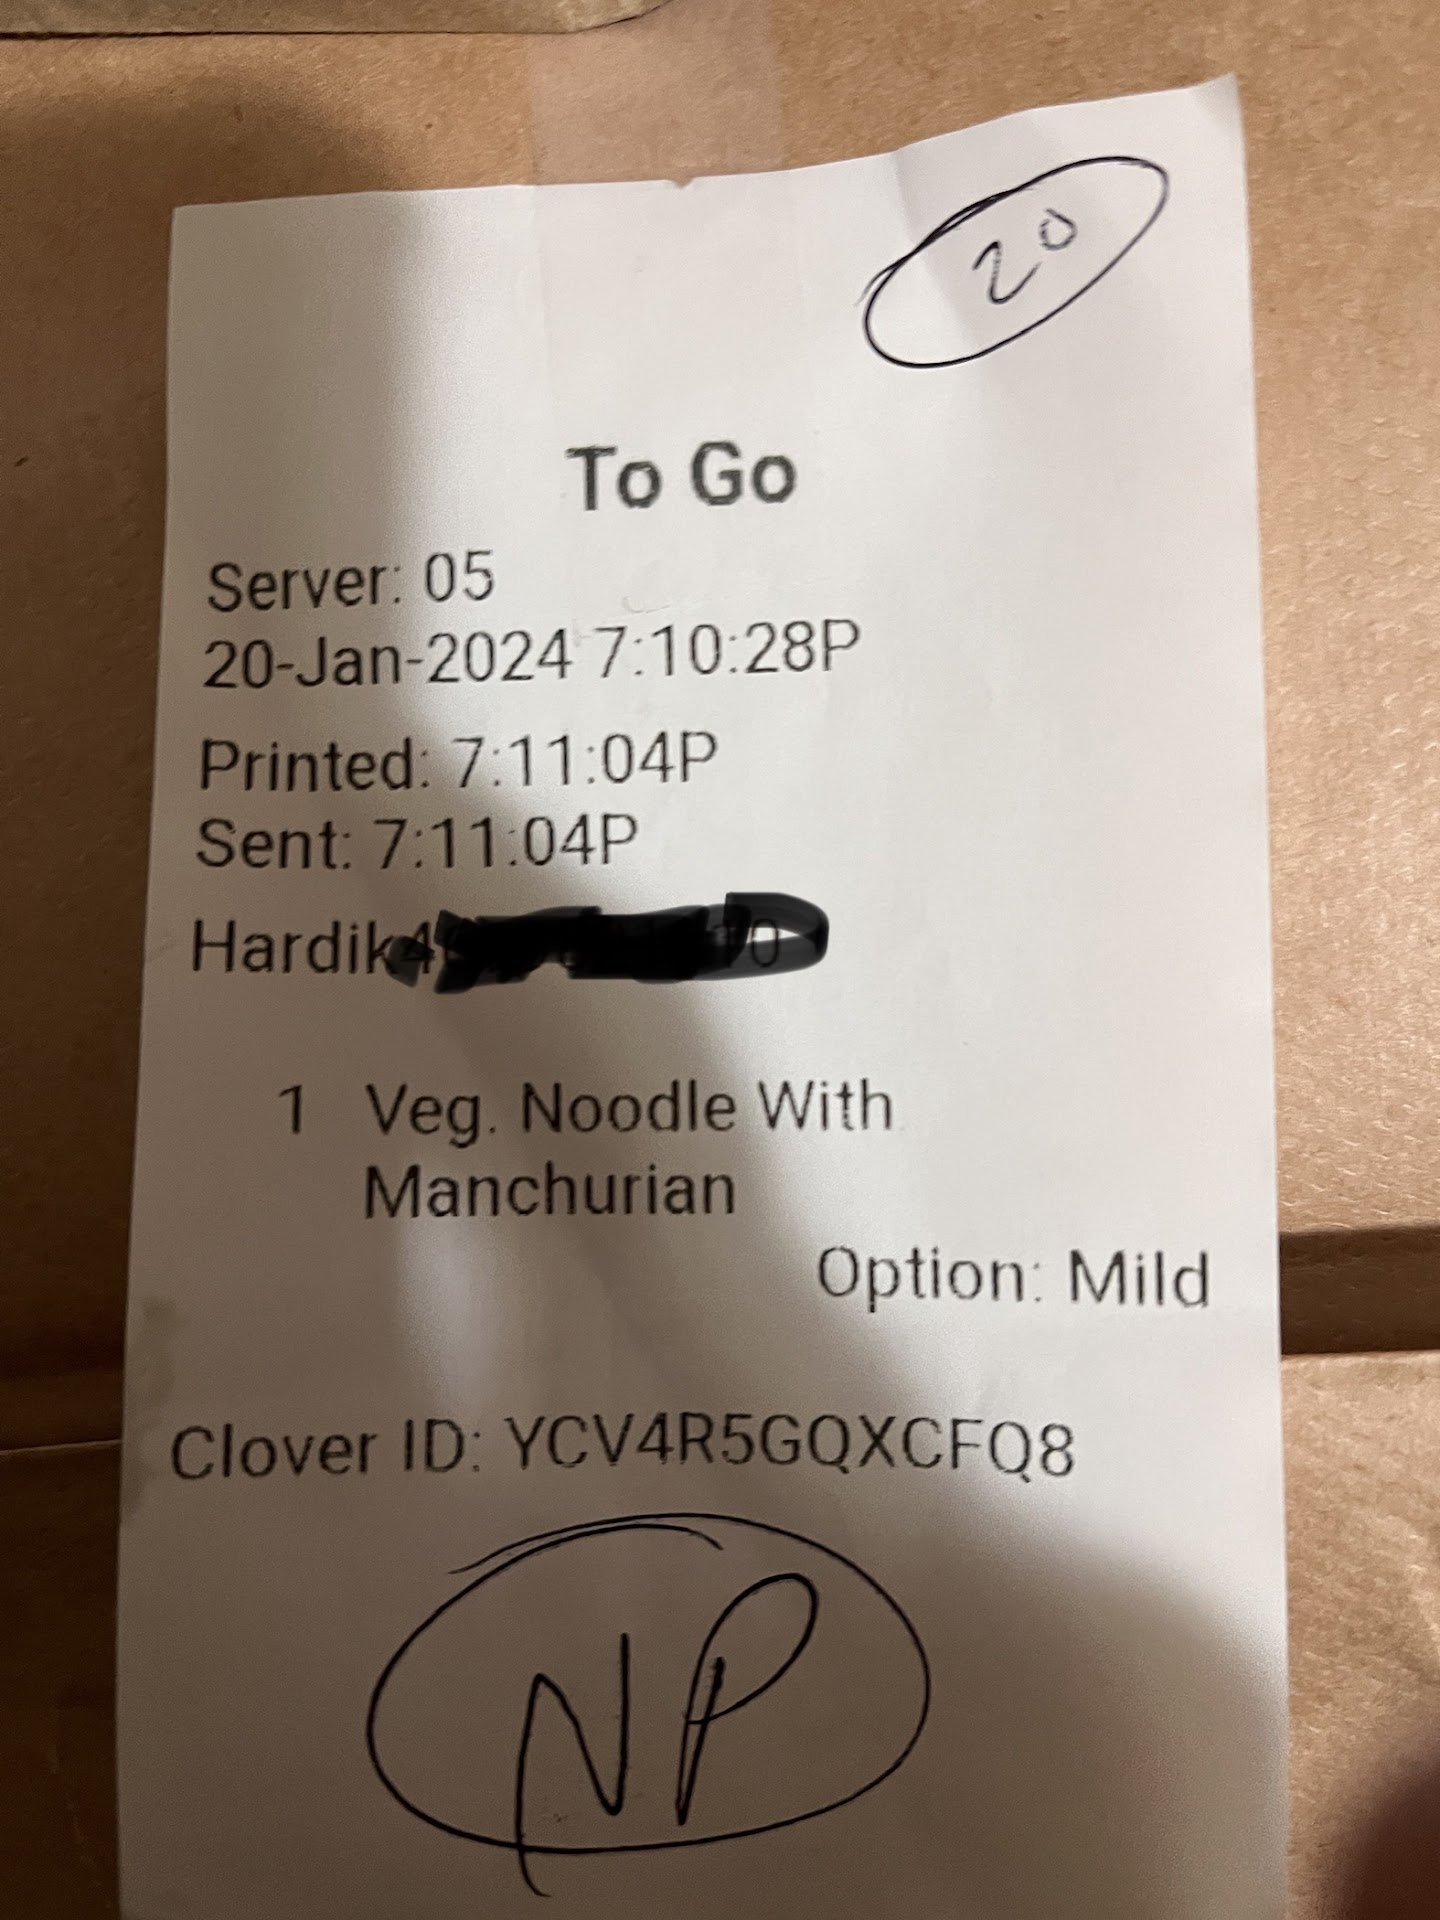 20
To Go
Server: 05
20-Jan-2024 7:10:28P
Printed: 7:11:04P
Sent: 7:11:04P
Hardik
1 Veg. Noodle With
Manchurian
Option: Mild
Clover ID: YCV4R5GQXCFQ8
NP